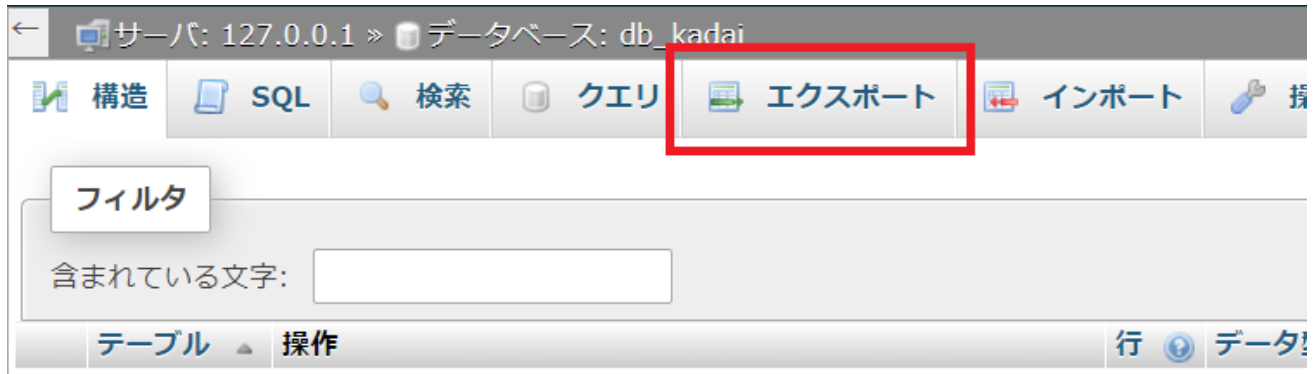 ← サーバ: 127.0.0.1 » データベース: db_kadai
構造 SQL 検索 クエリ エクスポート インポート
フィルタ
含まれている文字:
テーブル 操作 行 データ